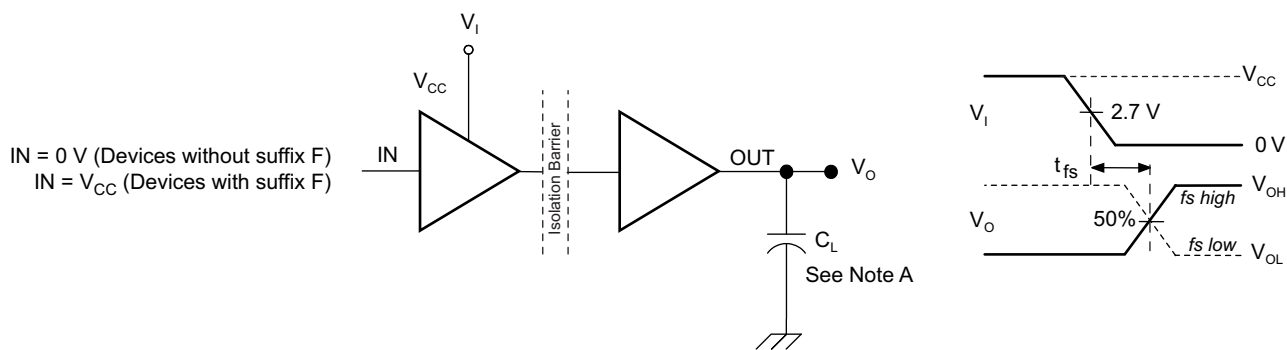 V_I
V_CC
IN = 0 V (Devices without suffix F)
IN = V_CC (Devices with suffix F)
IN
Isolation Barrier
OUT
V_O
C_L
See Note A
V_I
V_CC
2.7 V
0 V
t_fs
V_O
50%
fs high
V_OH
fs low
V_OL